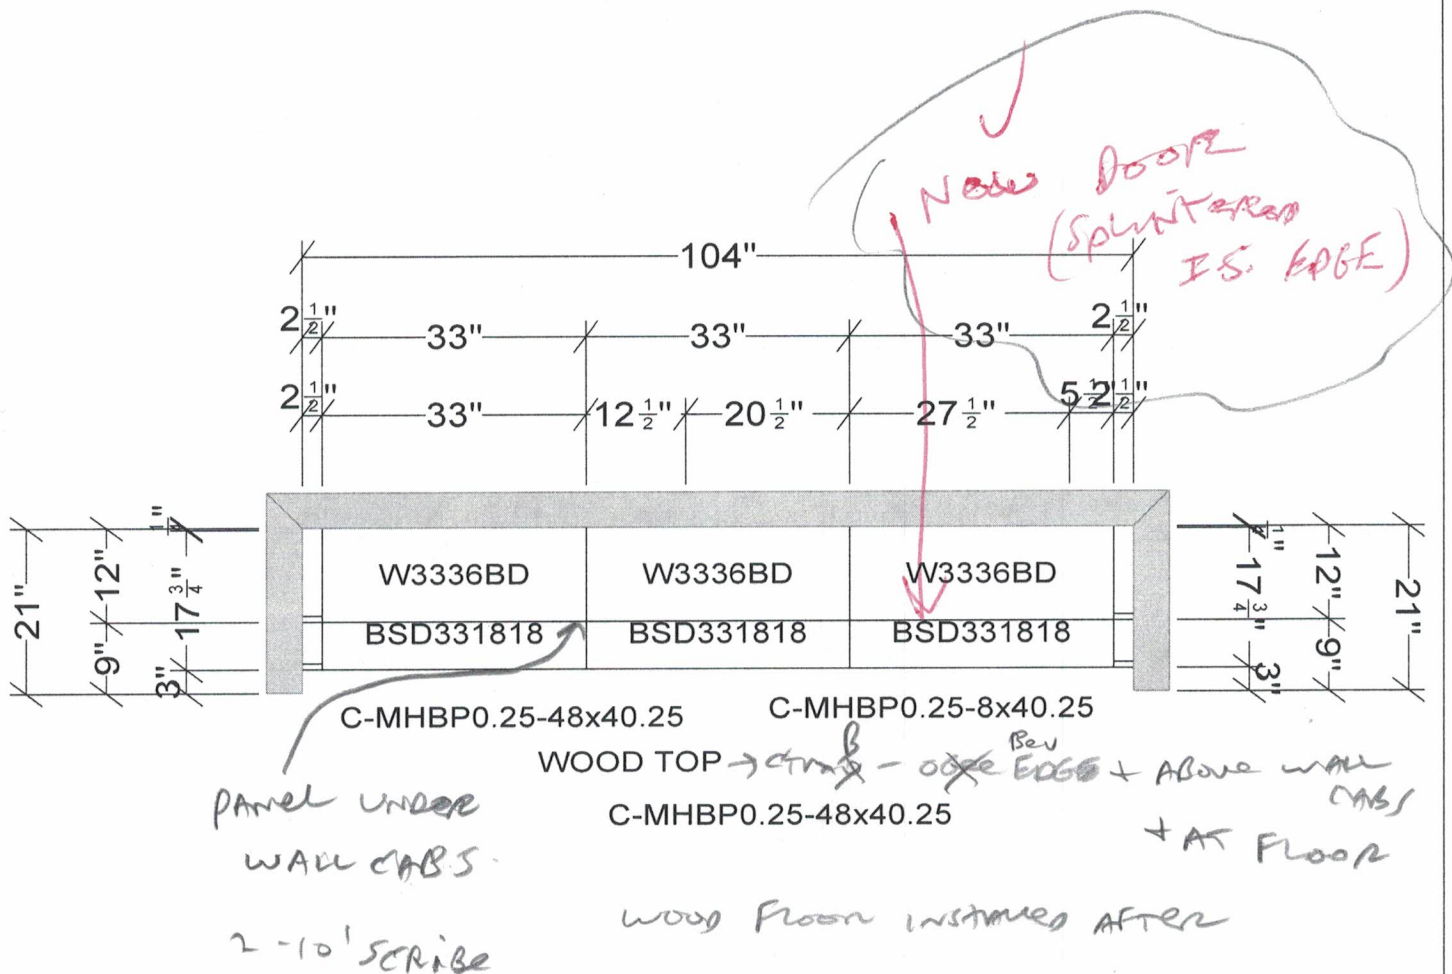 NEW DOOR
(SPLINTERED
IS. EDGE)
104"
2 1/2" 33" 33" 33" 2 1/2"
2 1/2" 33" 12 1/2" 20 1/2" 27 1/2" 5 1/2" 2 1/2"
21" 12" 9" 1" 17 3/4" 3"
W3336BD W3336BD W3336BD
BSD331818 BSD331818 BSD331818
1" 17 3/4" 3" 12" 9" 21"
C-MHBP0.25-48x40.25 C-MHBP0.25-8x40.25
B Bev
WOOD TOP → EDGE + ABOVE WALL
CABS
C-MHBP0.25-48x40.25
+ AT FLOOR
PANEL UNDER
WALL CABS.
WOOD FLOOR INSTALLED AFTER
2-10' SCRIBE